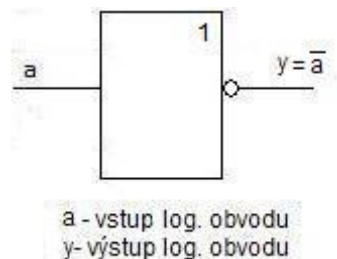 1
a
y = a̅
a - vstup log. obvodu
y- výstup log. obvodu